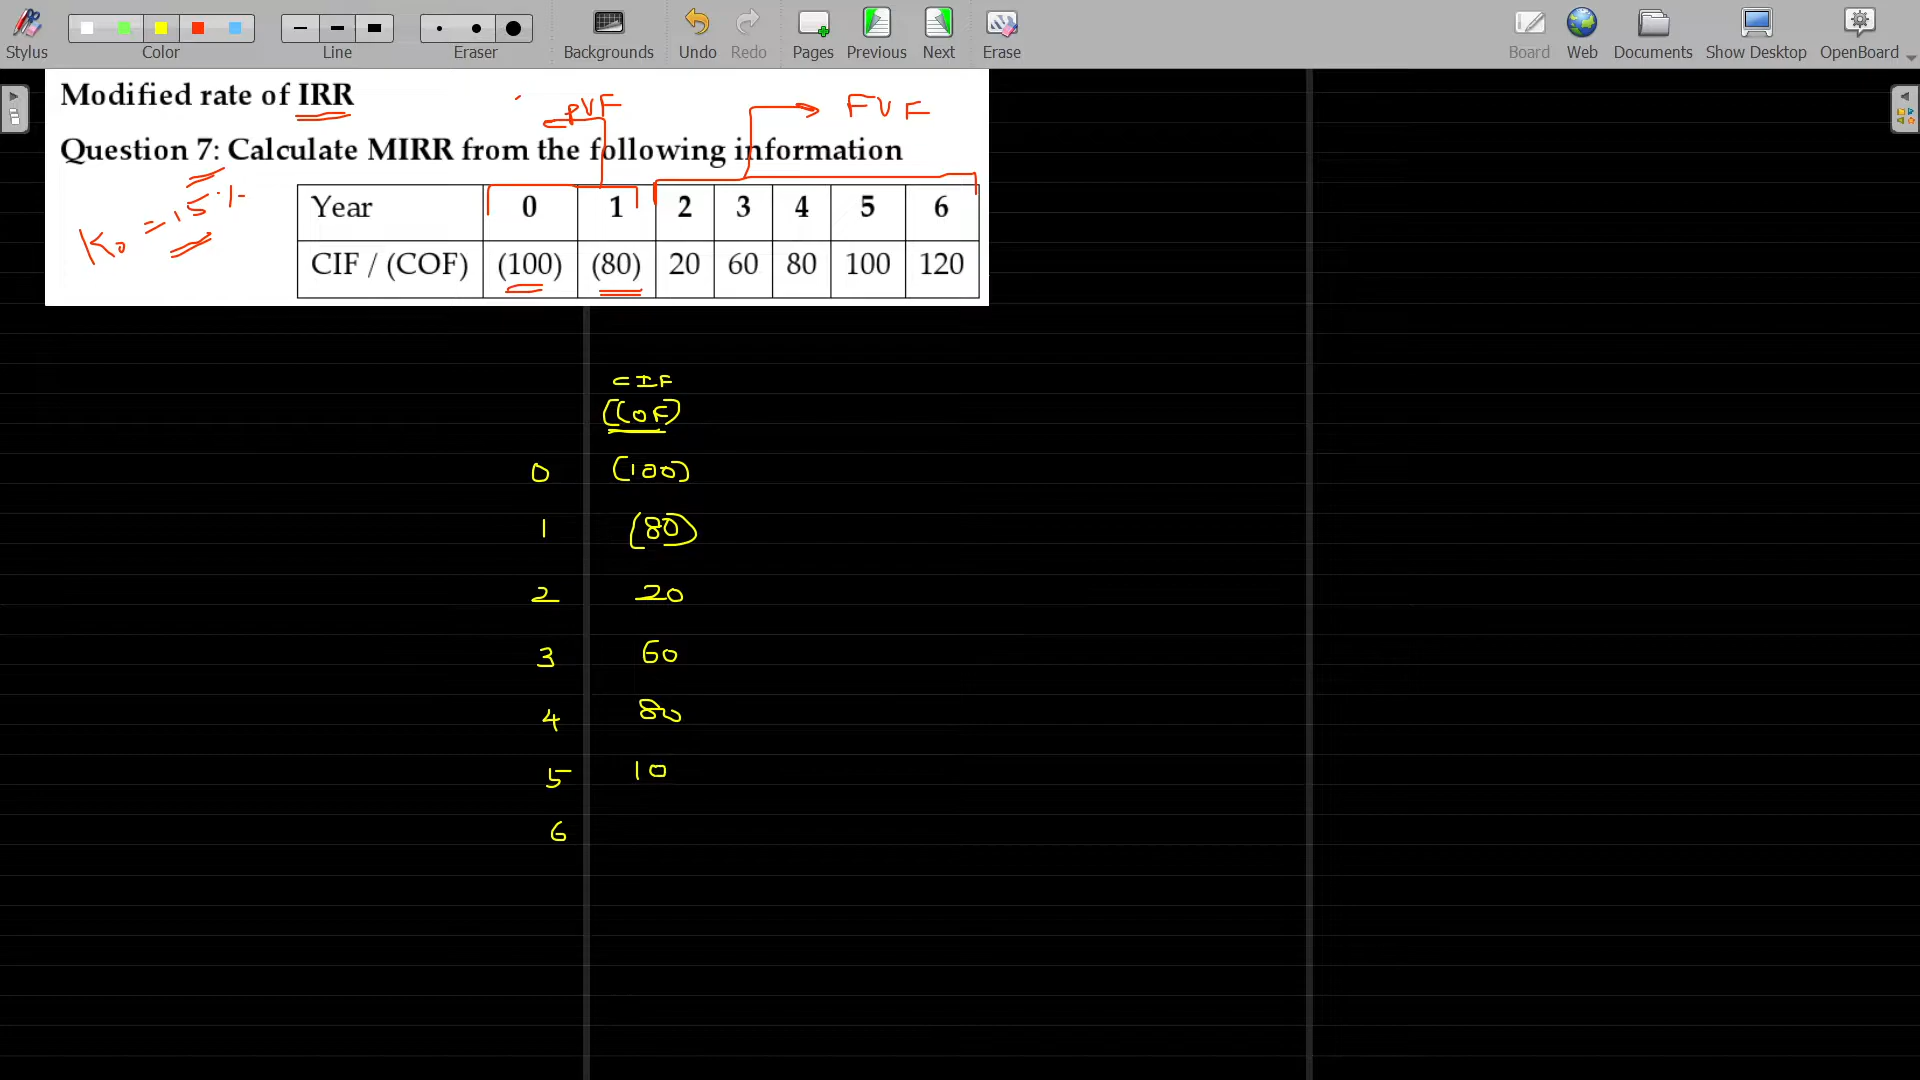 Stylus Color Line Eraser Backgrounds Undo Redo Pages Previous Next Erase Board Web Documents Show Desktop OpenBoard
Modified rate of IRR
PVF
FVF
Question 7: Calculate MIRR from the following information
K₀ = 15%
Year 0 1 2 3 4 5 6
CIF / (COF) (100) (80) 20 60 80 100 120
CIF
(COF)
0 (100)
1 (80)
2 20
3 60
4 80
5 10
6